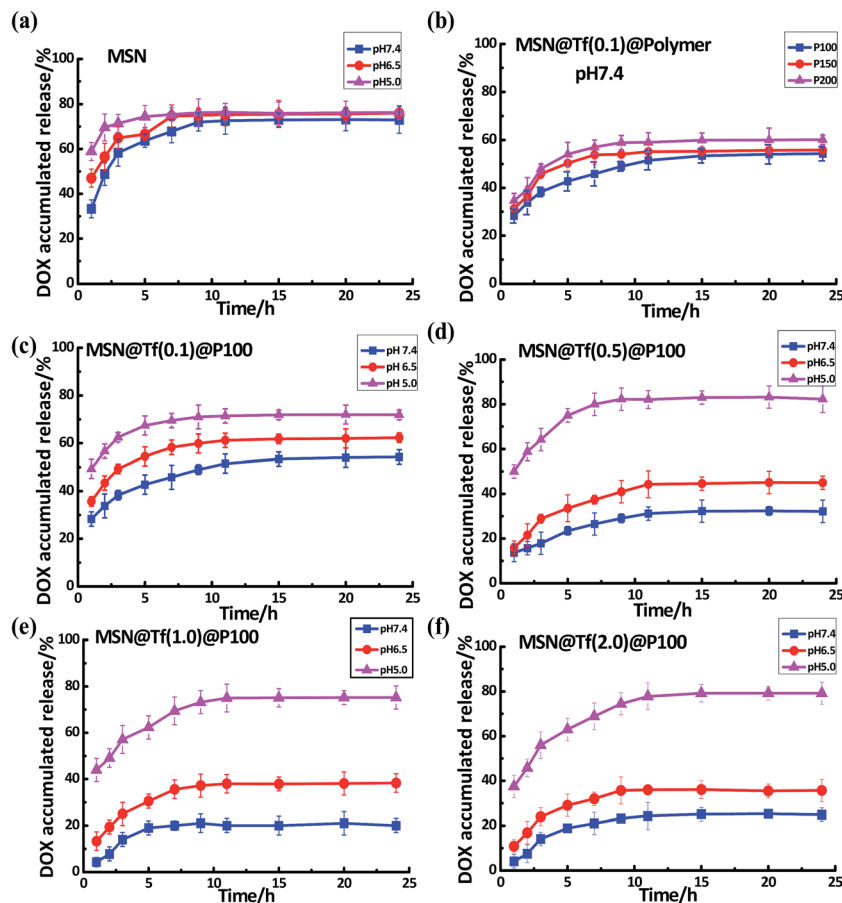 (a)
MSN
pH7.4
pH6.5
pH5.0
DOX accumulated release/%
100
80
60
40
20
0
0 5 10 15 20 25
Time/h
(b)
MSN@Tf(0.1)@Polymer
pH7.4
P100
P150
P200
DOX accumulated release/%
100
80
60
40
20
0
0 5 10 15 20 25
Time/h
(c)
MSN@Tf(0.1)@P100
pH 7.4
pH 6.5
pH 5.0
DOX accumulated release/%
100
80
60
40
20
0
0 5 10 15 20 25
Time/h
(d)
MSN@Tf(0.5)@P100
pH7.4
pH6.5
pH5.0
DOX accumulated release/%
100
80
60
40
20
0
0 5 10 15 20 25
Time/h
(e)
MSN@Tf(1.0)@P100
pH7.4
pH6.5
pH5.0
DOX accumulated release/%
100
80
60
40
20
0
0 5 10 15 20 25
Time/h
(f)
MSN@Tf(2.0)@P100
pH7.4
pH6.5
pH5.0
DOX accumulated release/%
100
80
60
40
20
0
0 5 10 15 20 25
Time/h